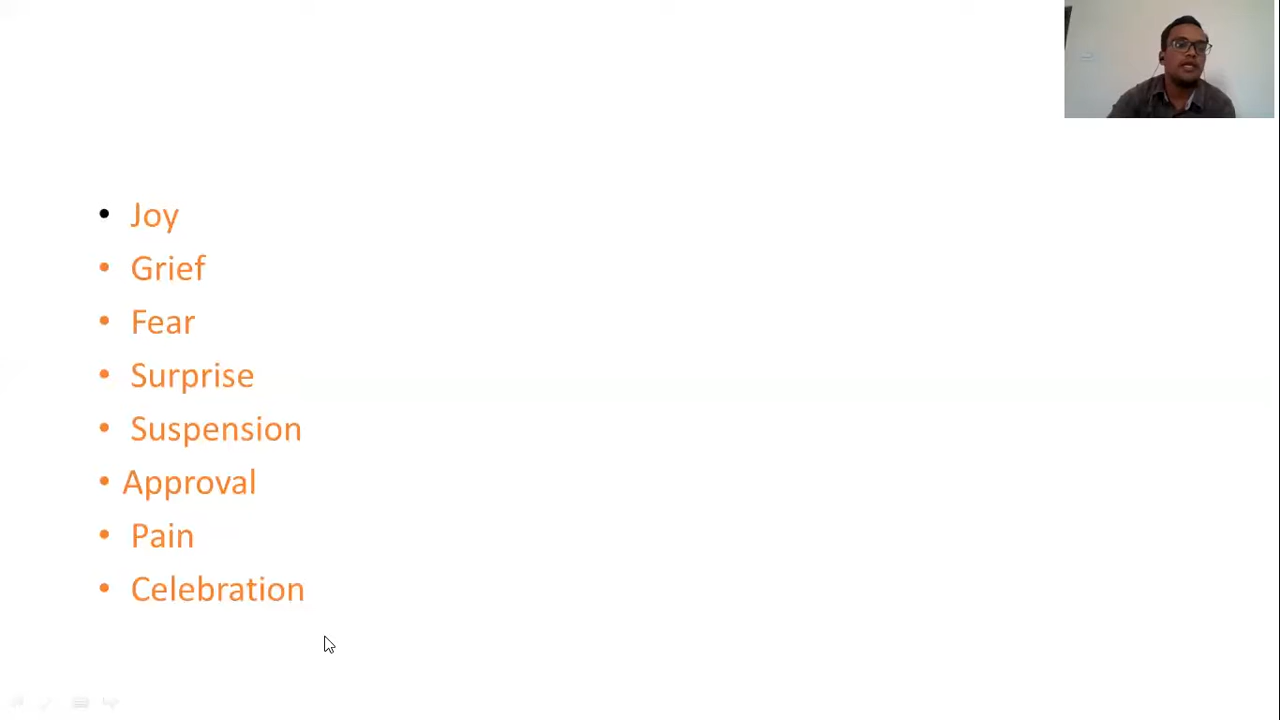 • Joy
• Grief
• Fear
• Surprise
• Suspension
• Approval
• Pain
• Celebration